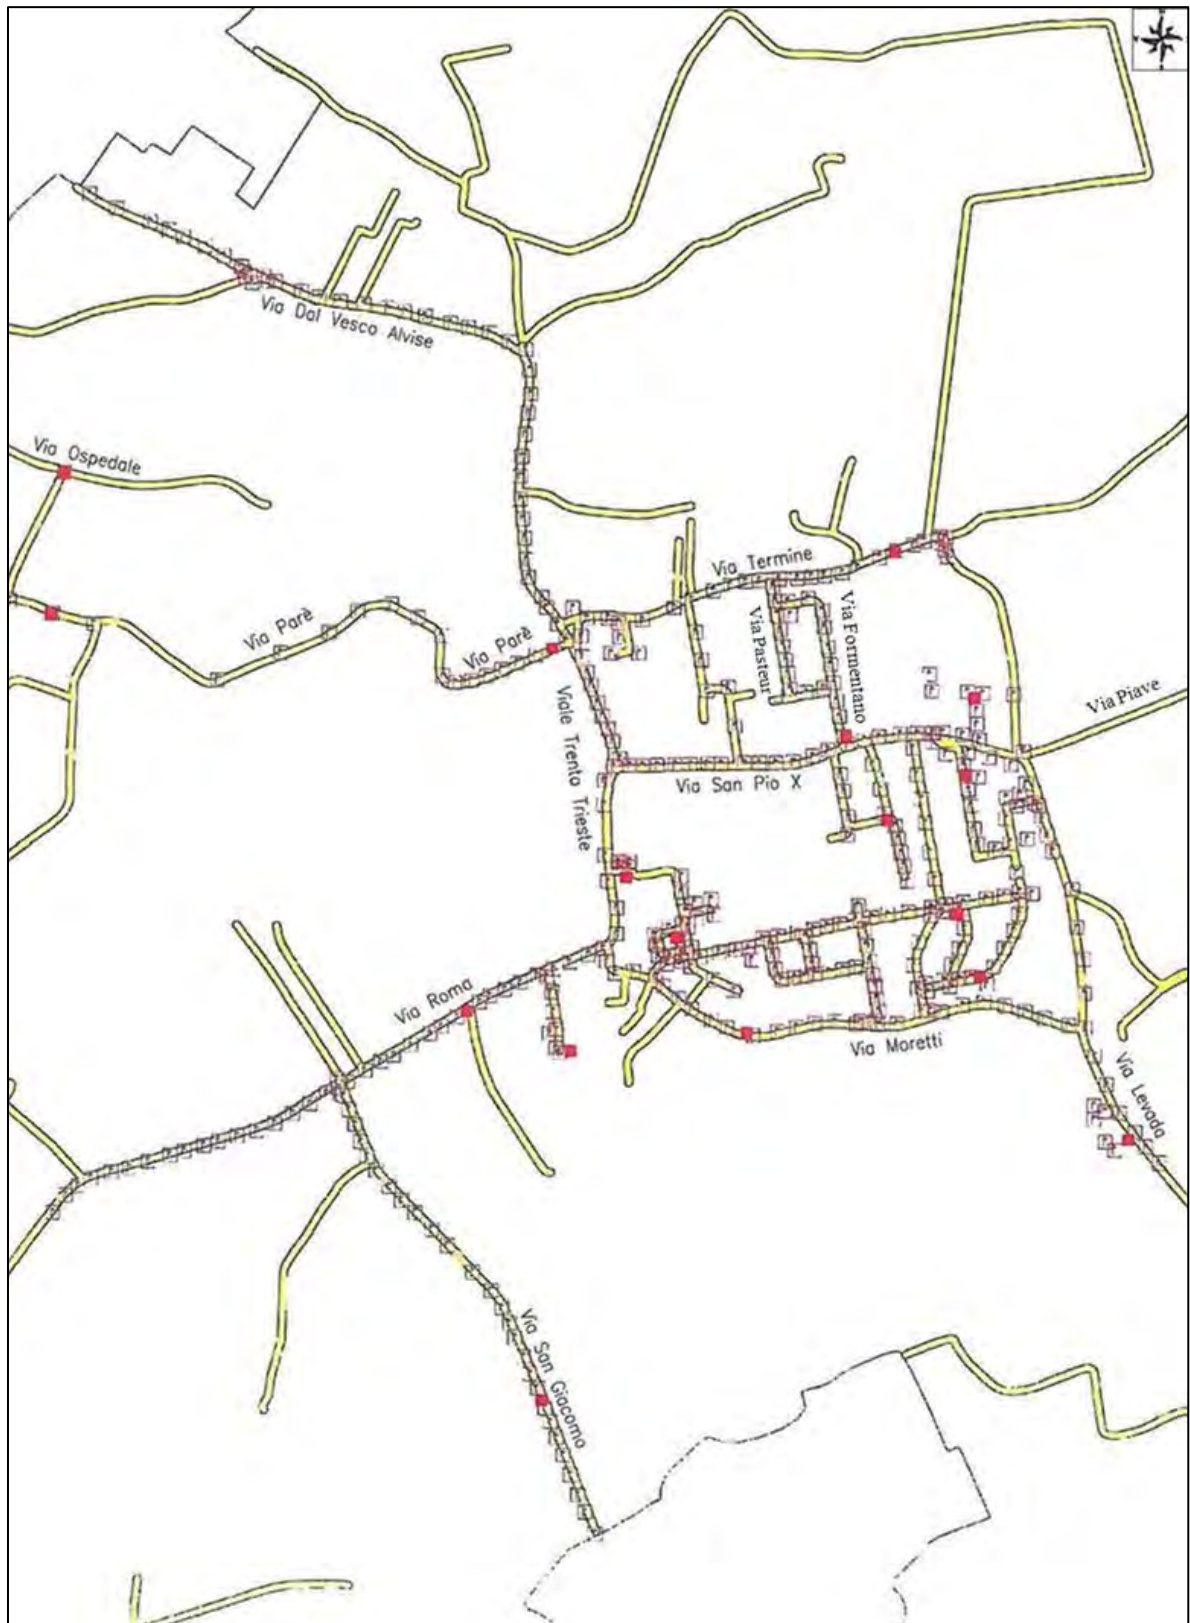 Via Dal Vesco Alvise
Via Ospedale
Via Termine
Via Parè
Via Parè
Via Pasteur
Via Formentano
Via Piave
Viale Trento Trieste
Via San Pio X
Via Roma
Via Moretti
Via Levada
Via San Giacomo